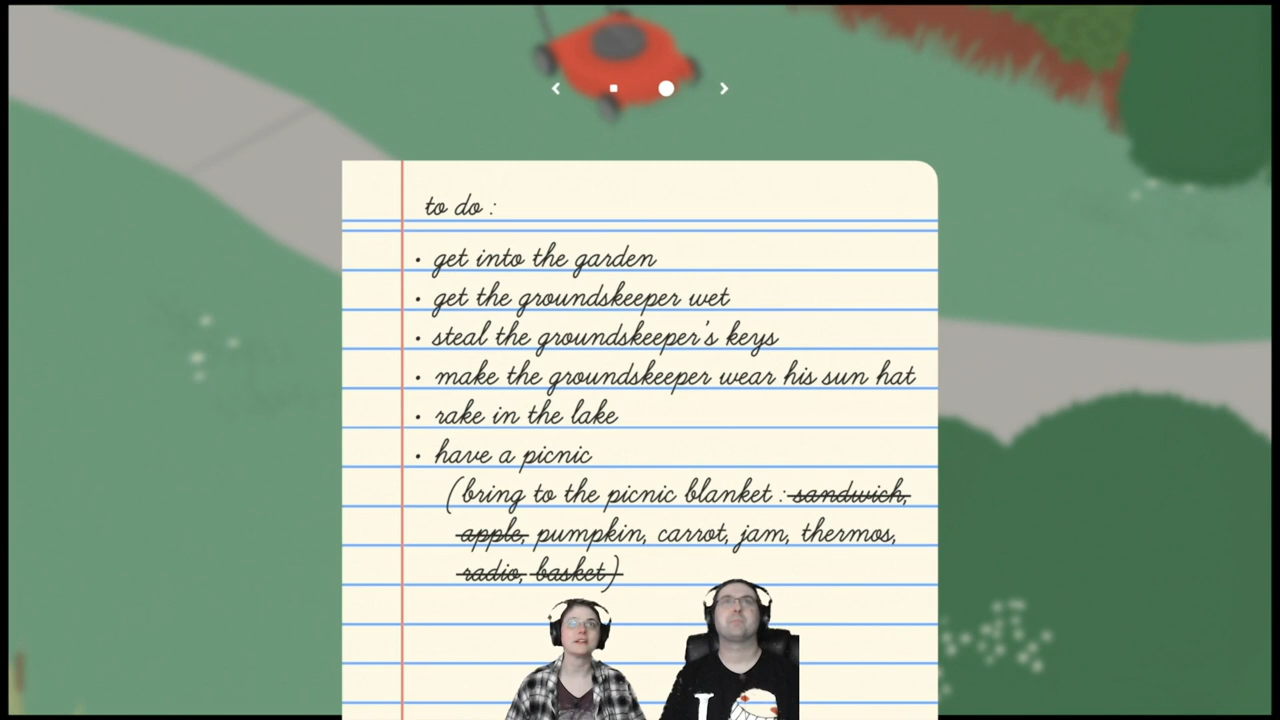 to do :
• get into the garden
• get the groundskeeper wet
• steal the groundskeeper's keys
• make the groundskeeper wear his sun hat
• rake in the lake
• have a picnic
(bring to the picnic blanket : sandwich,
apple, pumpkin, carrot, jam, thermos,
radio, basket)
I